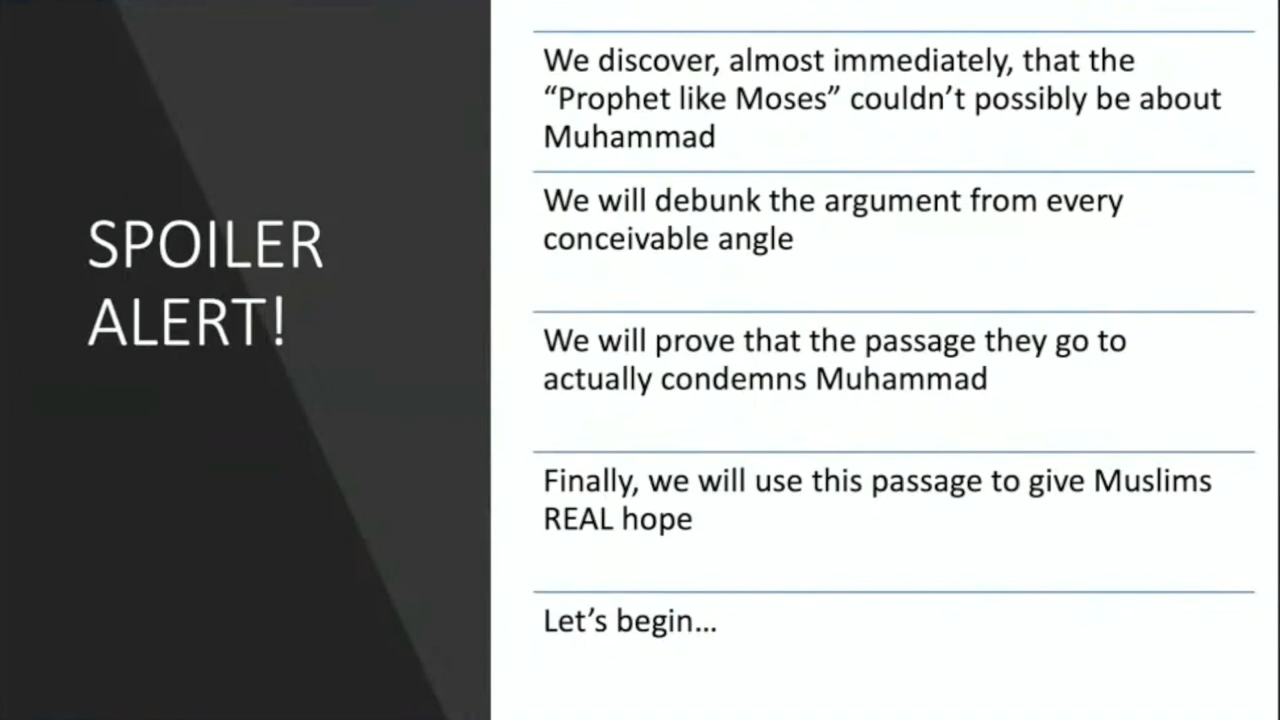 SPOILER
ALERT!
We discover, almost immediately, that the
“Prophet like Moses” couldn’t possibly be about
Muhammad
We will debunk the argument from every
conceivable angle
We will prove that the passage they go to
actually condemns Muhammad
Finally, we will use this passage to give Muslims
REAL hope
Let’s begin…